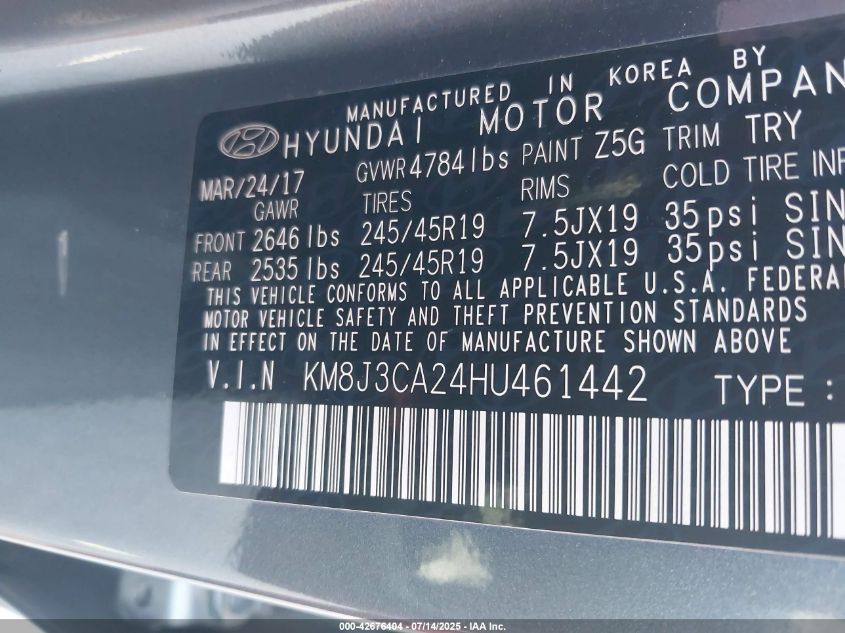 MANUFACTURED IN KOREA BY
HYUNDAI MOTOR COMPAN
MAR/24/17 GVWR 4784 lbs PAINT Z5G TRIM TRY
GAWR TIRES RIMS COLD TIRE INF
FRONT 2646 lbs 245/45R19 7.5JX19 35psi SIN
REAR 2535 lbs 245/45R19 7.5JX19 35psi SIN
THIS VEHICLE CONFORMS TO ALL APPLICABLE U.S.A. FEDERAL
MOTOR VEHICLE SAFETY AND THEFT PREVENTION STANDARDS
IN EFFECT ON THE DATE OF MANUFACTURE SHOWN ABOVE
V.I.N KM8J3CA24HU461442 TYPE :
000-42676404 - 07/14/2025 - IAA Inc.